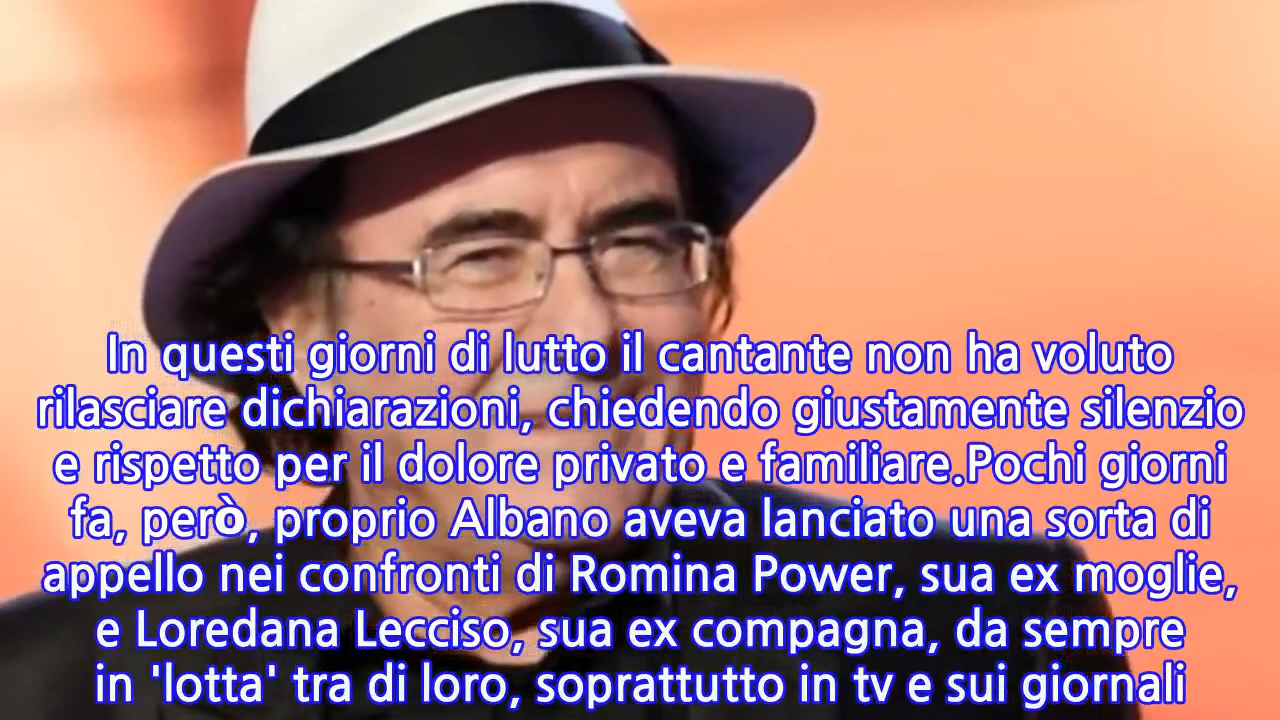 In questi giorni di lutto il cantante non ha voluto
rilasciare dichiarazioni, chiedendo giustamente silenzio
e rispetto per il dolore privato e familiare.Pochi giorni
fa, però, proprio Albano aveva lanciato una sorta di
appello nei confronti di Romina Power, sua ex moglie,
e Loredana Lecciso, sua ex compagna, da sempre
in 'lotta' tra di loro, soprattutto in tv e sui giornali